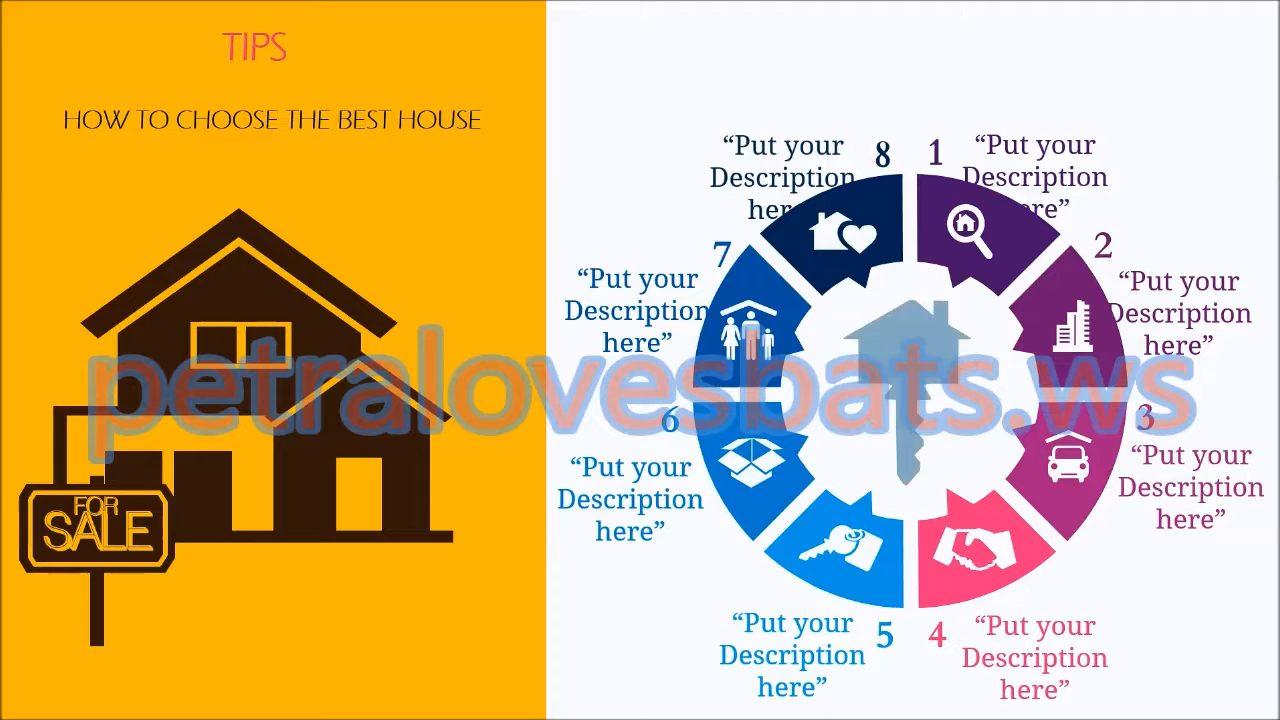 TIPS
HOW TO CHOOSE THE BEST HOUSE
FOR
SALE
8
“Put your
Description
here”
1
“Put your
Description
here”
2
“Put your
Description
here”
3
“Put your
Description
here”
4
“Put your
Description
here”
5
“Put your
Description
here”
6
“Put your
Description
here”
7
“Put your
Description
here”
petralovesbats.ws